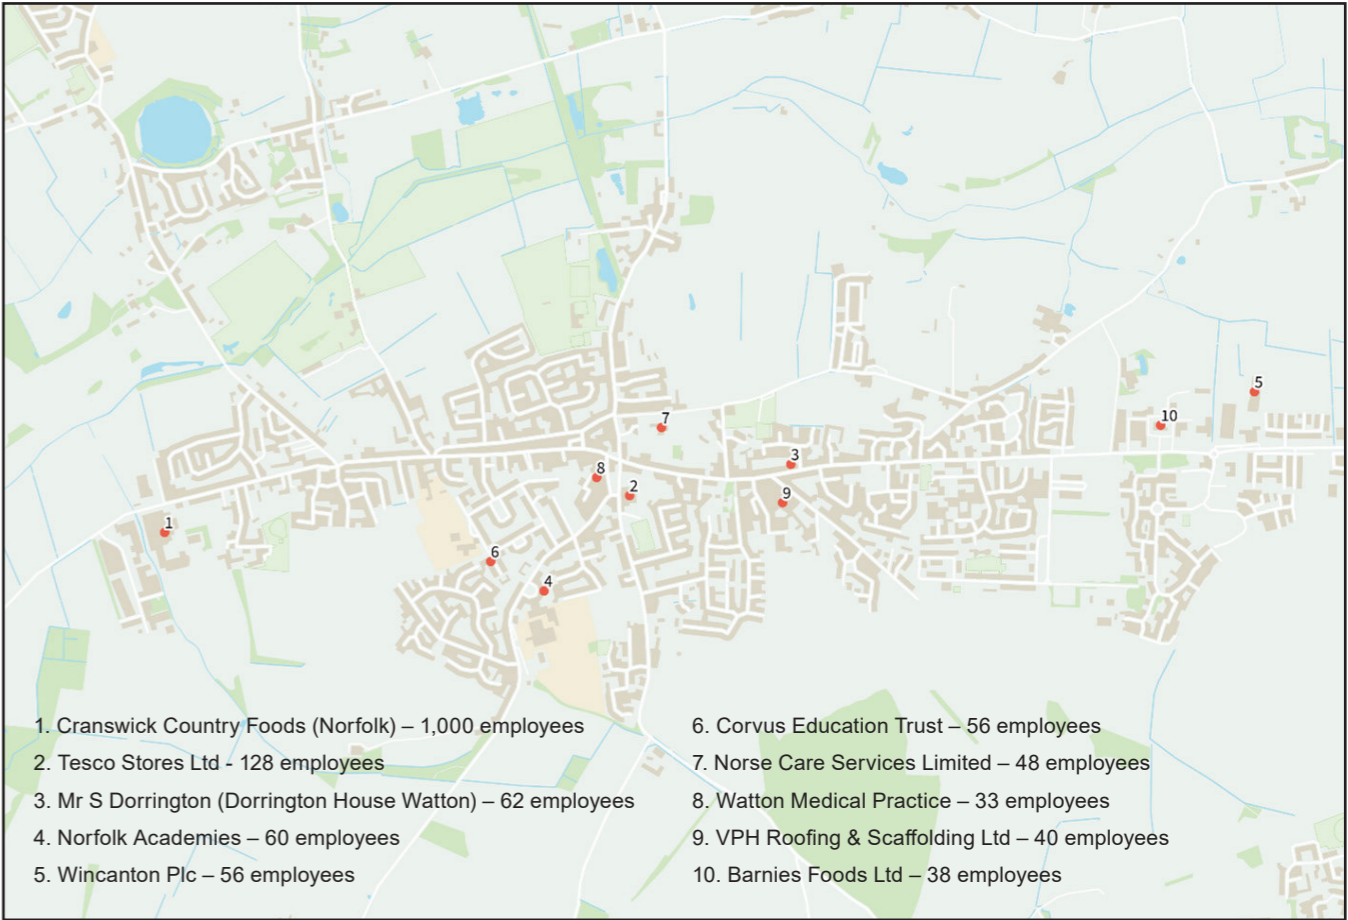 5
7
10
3
8
2
9
1
6
4
1. Cranswick Country Foods (Norfolk) – 1,000 employees
2. Tesco Stores Ltd - 128 employees
3. Mr S Dorrington (Dorrington House Watton) – 62 employees
4. Norfolk Academies – 60 employees
5. Wincanton Plc – 56 employees
6. Corvus Education Trust – 56 employees
7. Norse Care Services Limited – 48 employees
8. Watton Medical Practice – 33 employees
9. VPH Roofing & Scaffolding Ltd – 40 employees
10. Barnies Foods Ltd – 38 employees